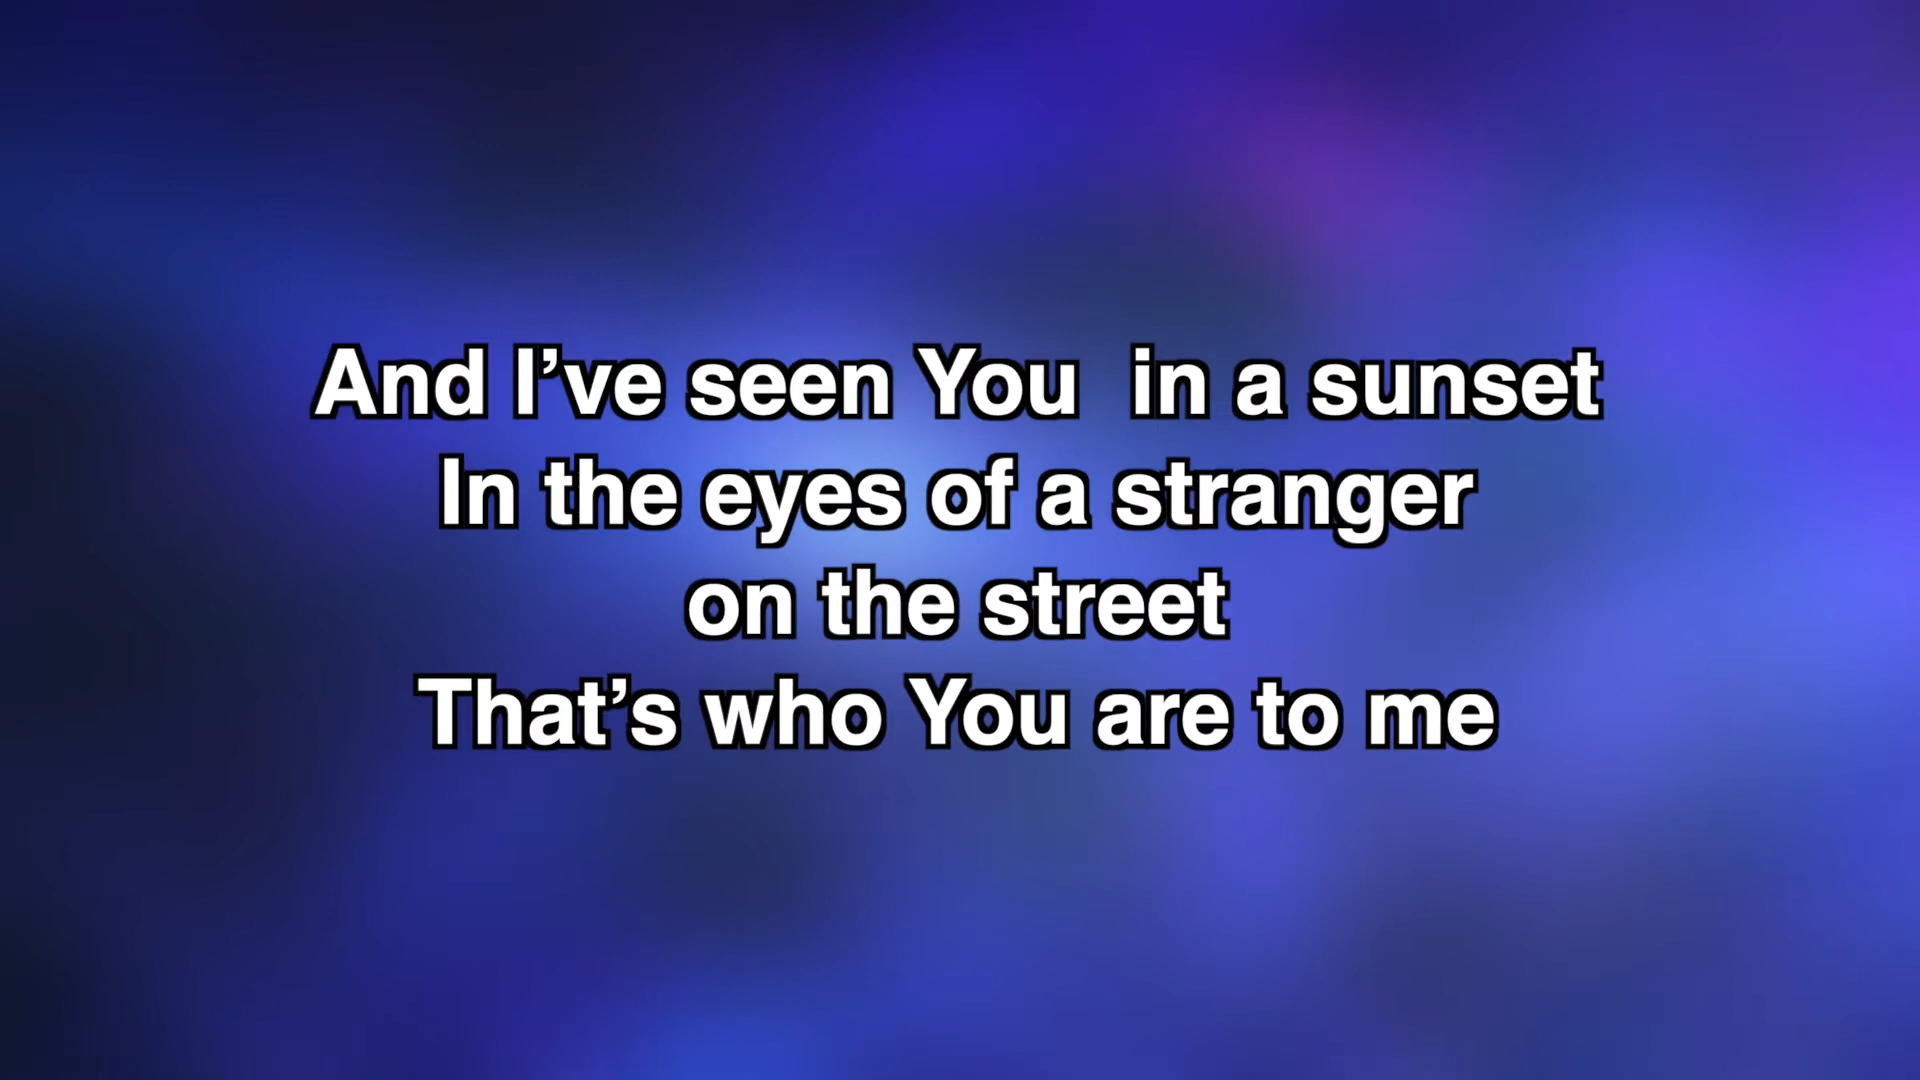 And I’ve seen You  in a sunset
In the eyes of a stranger
on the street
That’s who You are to me